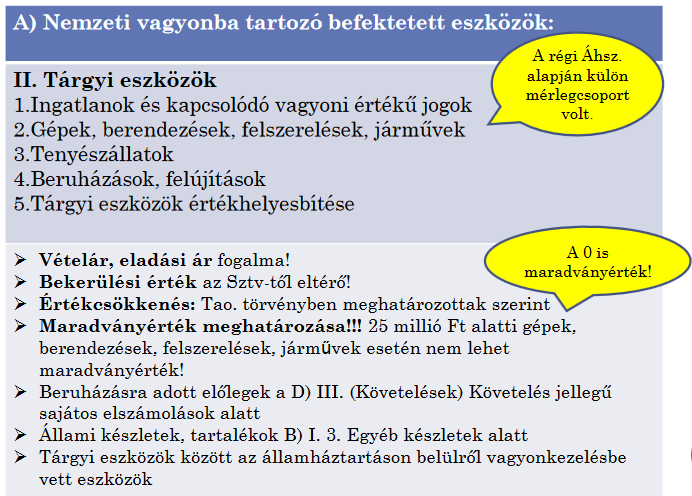 A) Nemzeti vagyonba tartozó befektetett eszközök:
II. Tárgyi eszközök
1.Ingatlanok és kapcsolódó vagyoni értékű jogok
2.Gépek, berendezések, felszerelések, járművek
3.Tenyészállatok
4.Beruházások, felújítások
5.Tárgyi eszközök értékhelyesbítése
A régi Áhsz.
alapján külön
mérlegcsoport
volt.
➢ Vételár, eladási ár fogalma!
➢ Bekerülési érték az Sztv-től eltérő!
➢ Értékcsökkenés: Tao. törvényben meghatározottak szerint
➢ Maradványérték meghatározása!!! 25 millió Ft alatti gépek,
berendezések, felszerelések, járművek esetén nem lehet
maradványérték!
➢ Beruházásra adott előlegek a D) III. (Követelések) Követelés jellegű
sajátos elszámolások alatt
➢ Állami készletek, tartalékok B) I. 3. Egyéb készletek alatt
➢ Tárgyi eszközök között az államháztartáson belülről vagyonkezelésbe
vett eszközök
A 0 is
maradványérték!